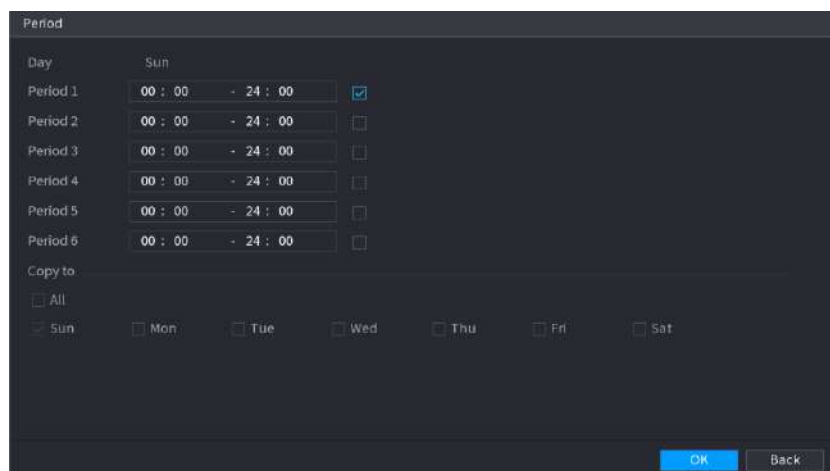 Period
Day Sun
Period 1 00 : 00 - 24 : 00
Period 2 00 : 00 - 24 : 00
Period 3 00 : 00 - 24 : 00
Period 4 00 : 00 - 24 : 00
Period 5 00 : 00 - 24 : 00
Period 6 00 : 00 - 24 : 00
Copy to
All
Sun Mon Tue Wed Thu Fri Sat
OK Back